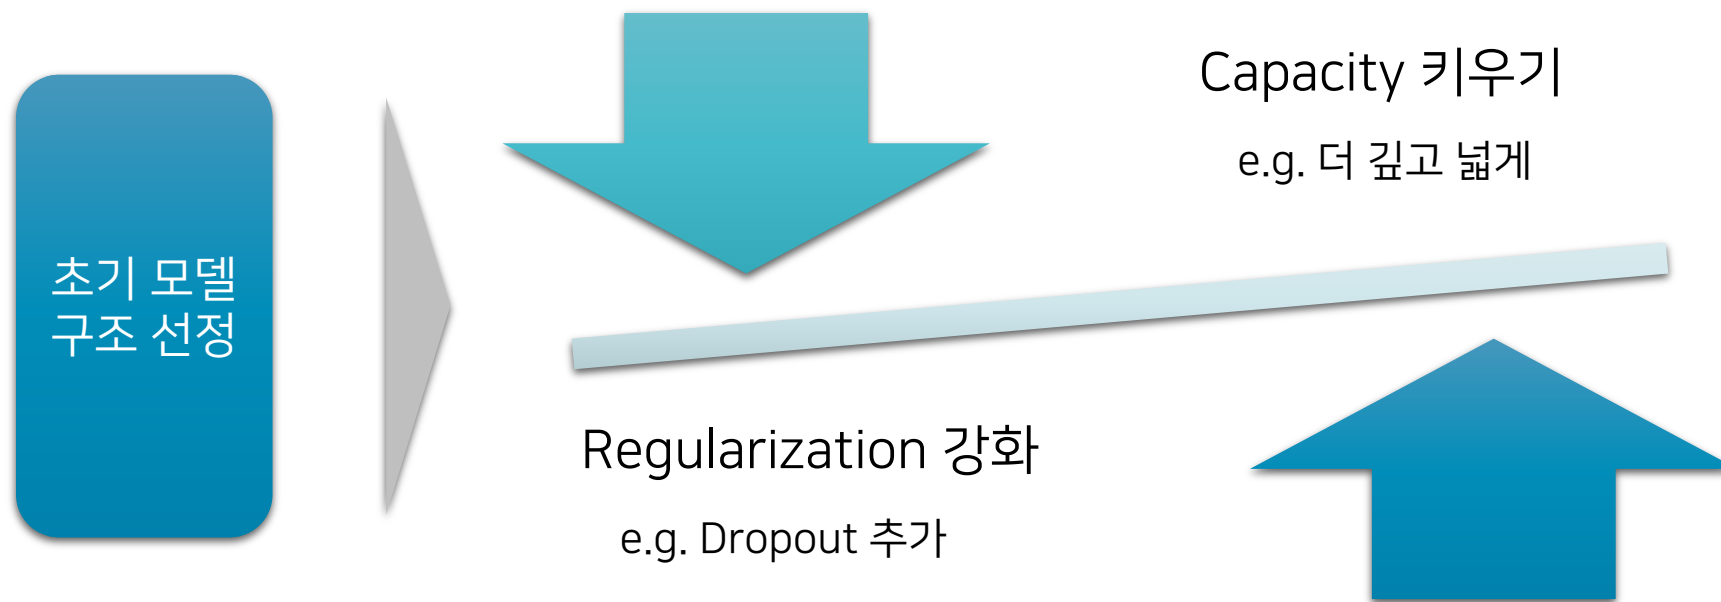 초기 모델
구조 선정
Capacity 키우기
e.g. 더 깊고 넓게
Regularization 강화
e.g. Dropout 추가